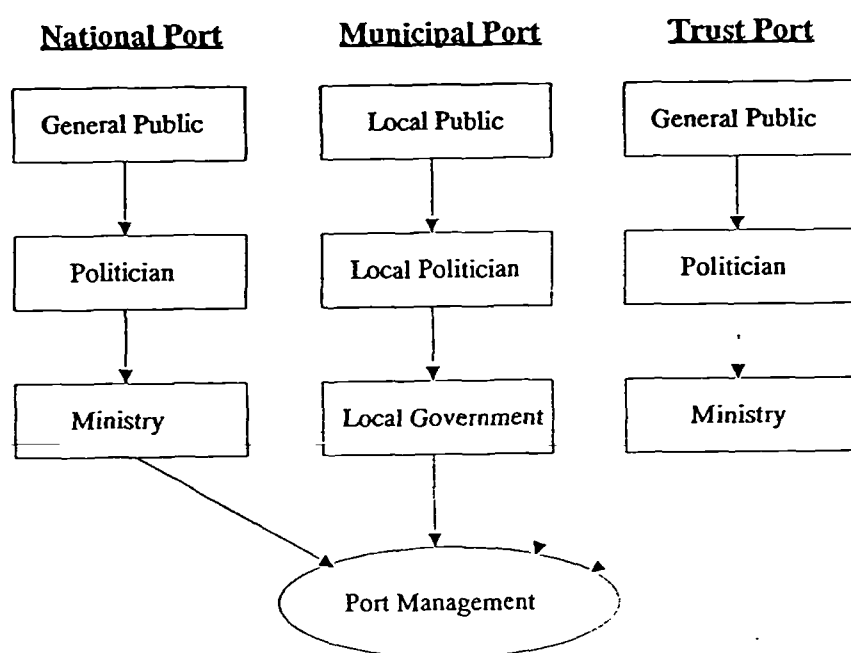 National Port
Municipal Port
Trust Port
General Public
Local Public
General Public
Politician
Local Politician
Politician
Ministry
Local Government
Ministry
Port Management